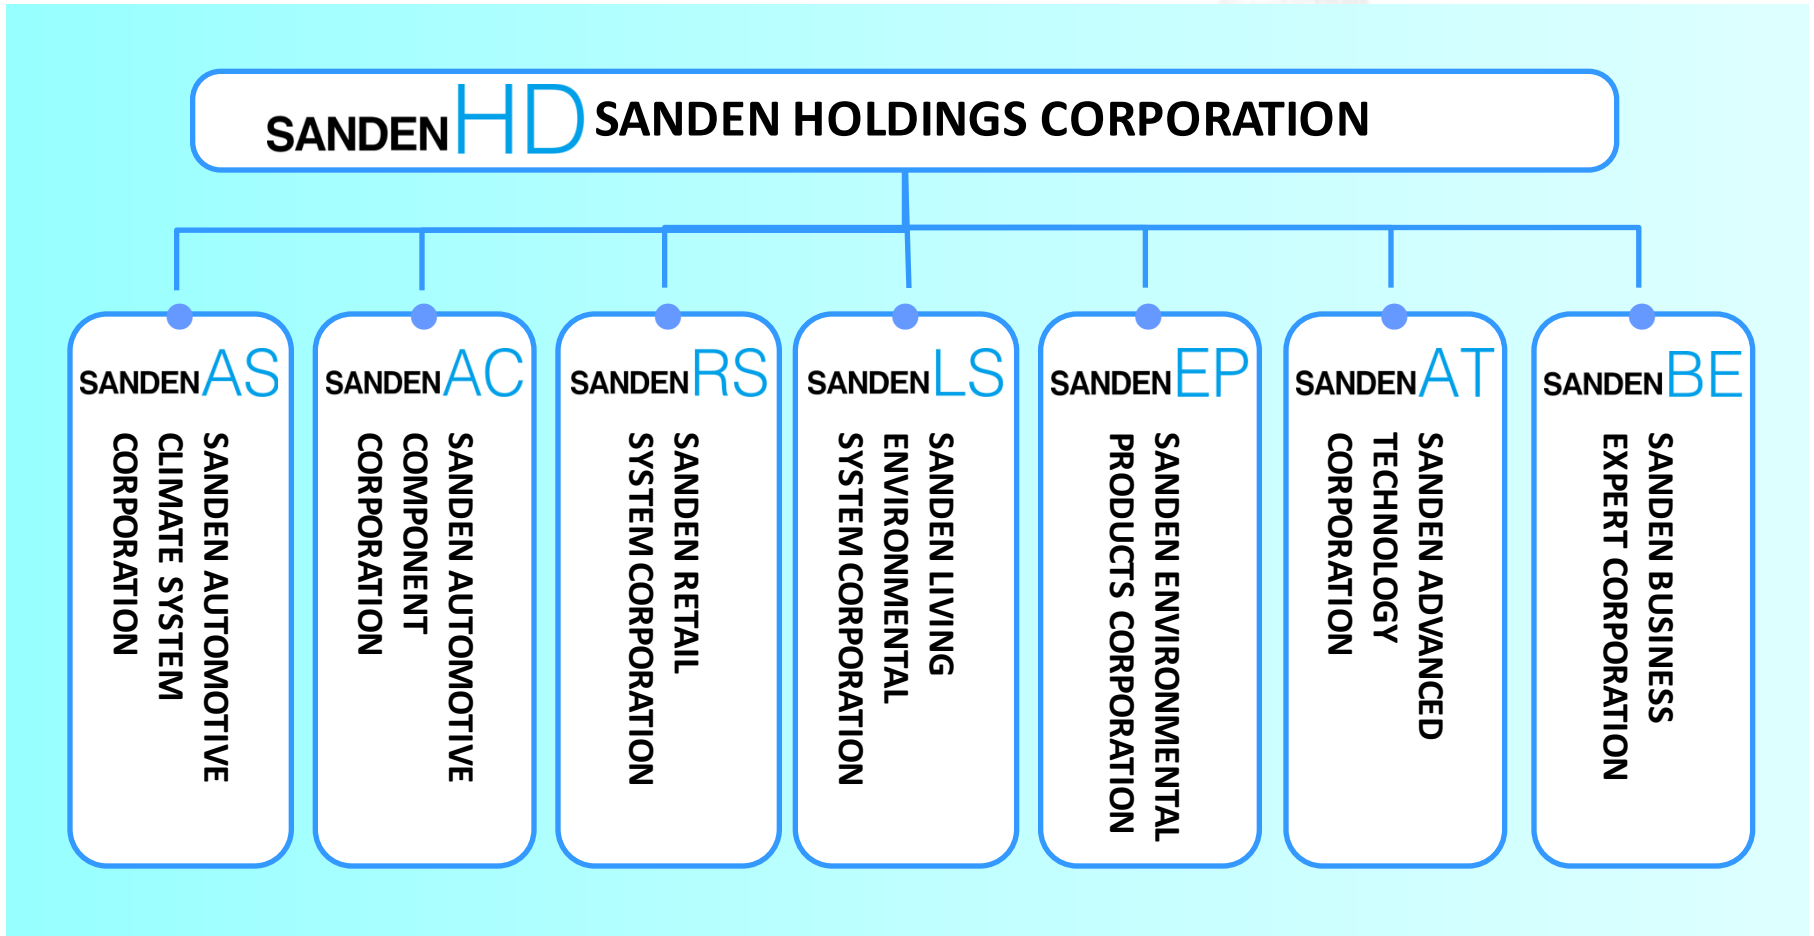 SANDEN HD SANDEN HOLDINGS CORPORATION
SANDEN AS
SANDEN AUTOMOTIVE
CLIMATE SYSTEM
CORPORATION
SANDEN AC
SANDEN AUTOMOTIVE
COMPONENT
CORPORATION
SANDEN RS
SANDEN RETAIL
SYSTEM CORPORATION
SANDEN LS
SANDEN LIVING
ENVIRONMENTAL
SYSTEM CORPORATION
SANDEN EP
SANDEN ENVIRONMENTAL
PRODUCTS CORPORATION
SANDEN AT
SANDEN ADVANCED
TECHNOLOGY
CORPORATION
SANDEN BE
SANDEN BUSINESS
EXPERT CORPORATION